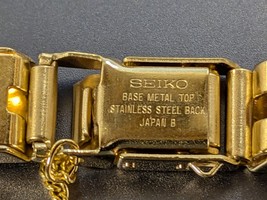 SEIKO
BASE METAL TOP
STAINLESS STEEL BACK
JAPAN B